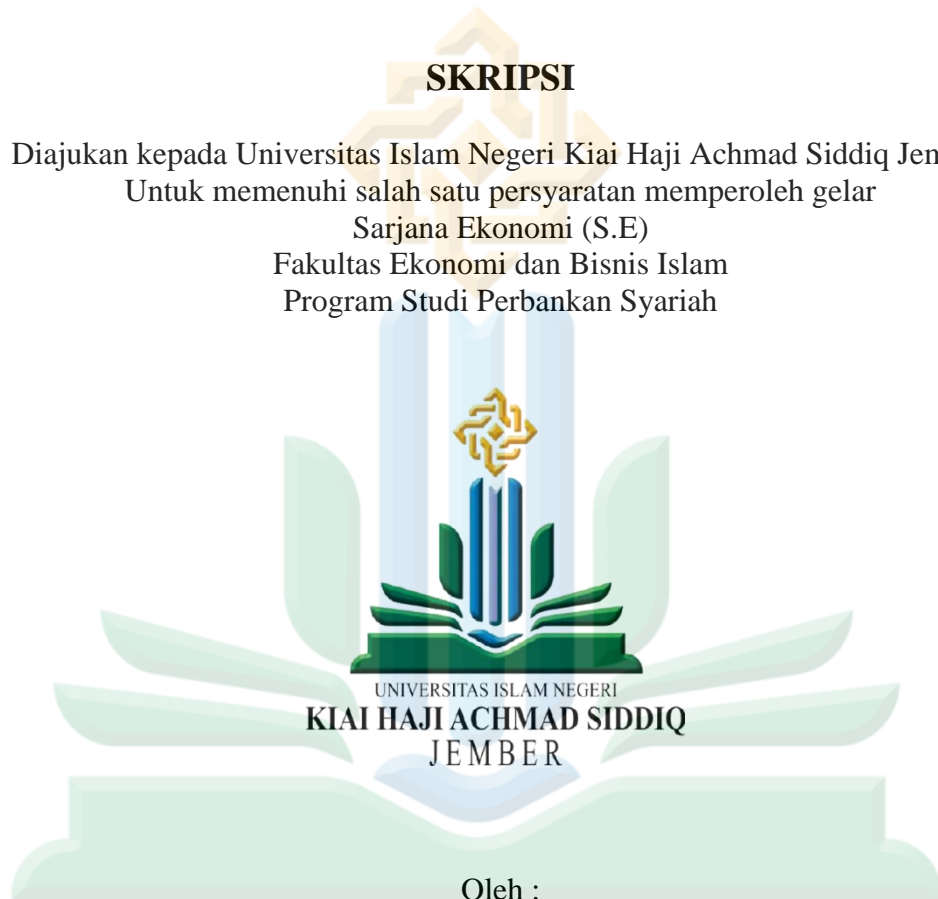 SKRIPSI
Diajukan kepada Universitas Islam Negeri Kiai Haji Achmad Siddiq
Untuk memenuhi salah satu persyaratan memperoleh gelar
Sarjana Ekonomi (S.E)
Fakultas Ekonomi dan Bisnis Islam
Program Studi Perbankan Syariah
UNIVERSITAS ISLAM NEGERI
KIAI HAJI ACHMAD SIDDIQ
JEMBER
Oleh :